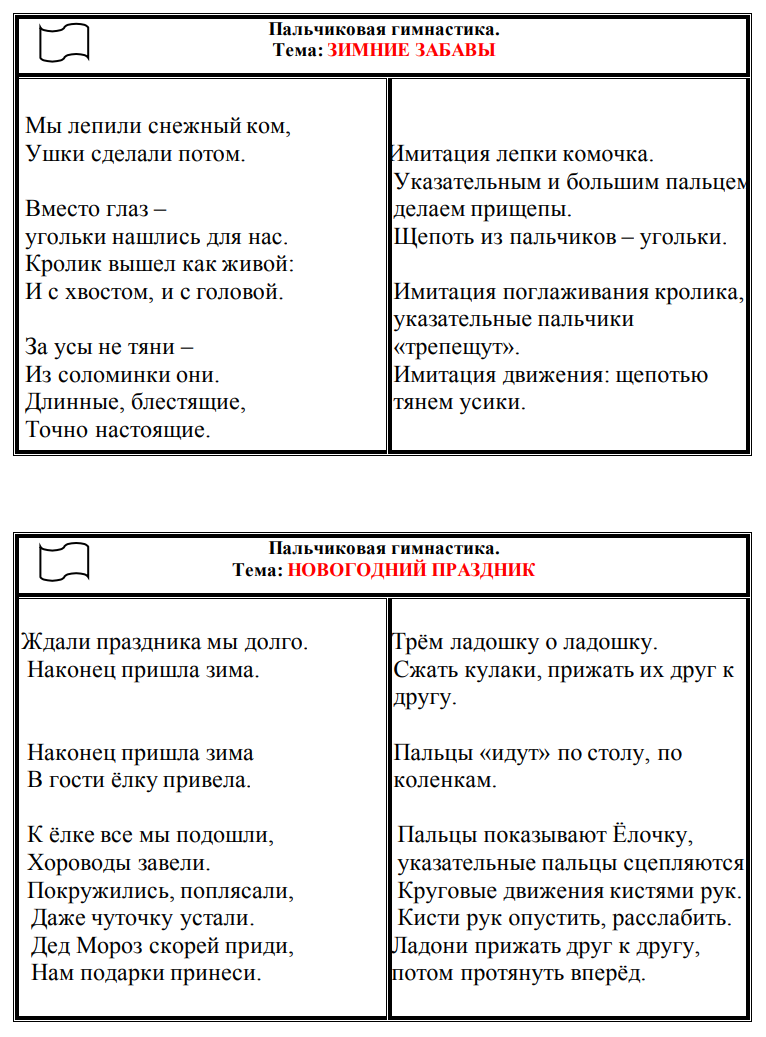 Пальчиковая гимнастика.
Тема: ЗИМНИЕ ЗАБАВЫ
Мы лепили снежный ком,
Ушки сделали потом.
Вместо глаз –
угольки нашлись для нас.
Кролик вышел как живой:
И с хвостом, и с головой.
За усы не тяни –
Из соломинки они.
Длинные, блестящие,
Точно настоящие.
Имитация лепки комочка.
Указательным и большим пальцем
делаем прищепы.
Щепоть из пальчиков – угольки.
Имитация поглаживания кролика,
указательные пальчики
«трепещут».
Имитация движения: щепотью
тянем усики.
Пальчиковая гимнастика.
Тема: НОВОГОДНИЙ ПРАЗДНИК
Ждали праздника мы долго.
Наконец пришла зима.
Наконец пришла зима
В гости ёлку привела.
К ёлке все мы подошли,
Хороводы завели.
Покружились, поплясали,
Даже чуточку устали.
Дед Мороз скорей приди,
Нам подарки принеси.
Трём ладошку о ладошку.
Сжать кулаки, прижать их друг к
другу.
Пальцы «идут» по столу, по
коленкам.
Пальцы показывают Ёлочку,
указательные пальцы сцепляются
Круговые движения кистями рук.
Кисти рук опустить, расслабить.
Ладони прижать друг к другу,
потом протянуть вперёд.